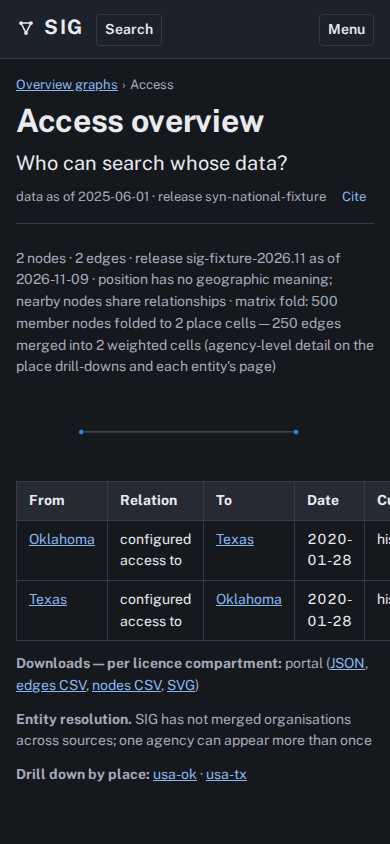 SIG Search Menu
Overview graphs › Access
Access overview
Who can search whose data?
data as of 2025-06-01 · release syn-national-fixture Cite
2 nodes · 2 edges · release sig-fixture-2026.11 as of
2026-11-09 · position has no geographic meaning;
nearby nodes share relationships · matrix fold: 500
member nodes folded to 2 place cells — 250 edges
merged into 2 weighted cells (agency-level detail on the
place drill-downs and each entity's page)
From Relation To Date
Oklahoma configured Texas 2020-
access to 01-28
Texas configured Oklahoma 2020-
access to 01-28
Downloads — per licence compartment: portal (JSON,
edges CSV, nodes CSV, SVG)
Entity resolution. SIG has not merged organisations
across sources; one agency can appear more than once
Drill down by place: usa-ok · usa-tx